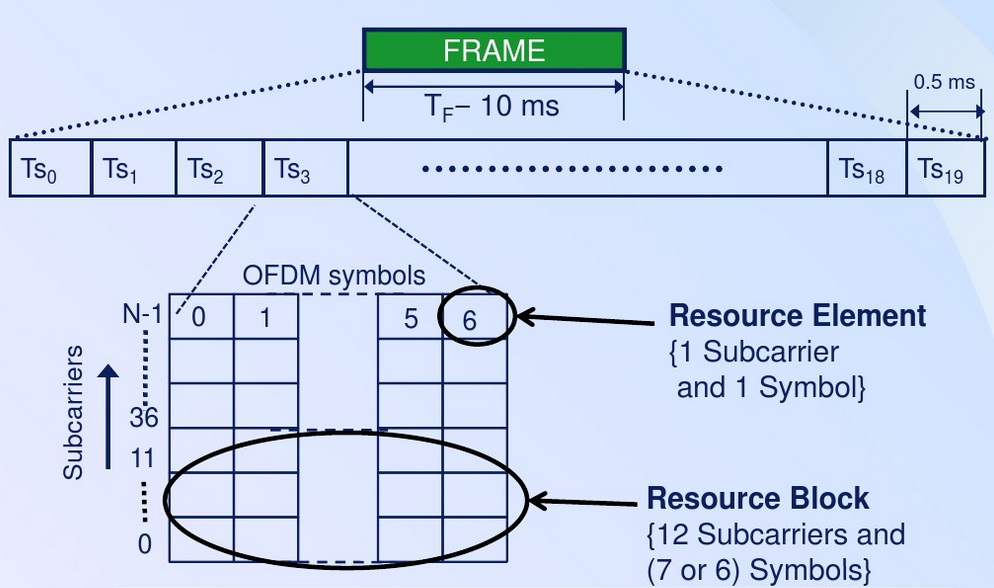 FRAME
0.5 ms
T_F– 10 ms
Ts₀ Ts₁ Ts₂ Ts₃ Ts₁₈ Ts₁₉
OFDM symbols
N-1 0 1 5 6
Resource Element
{1 Subcarrier
and 1 Symbol}
Subcarriers
36
11
0
Resource Block
{12 Subcarriers and
(7 or 6) Symbols}